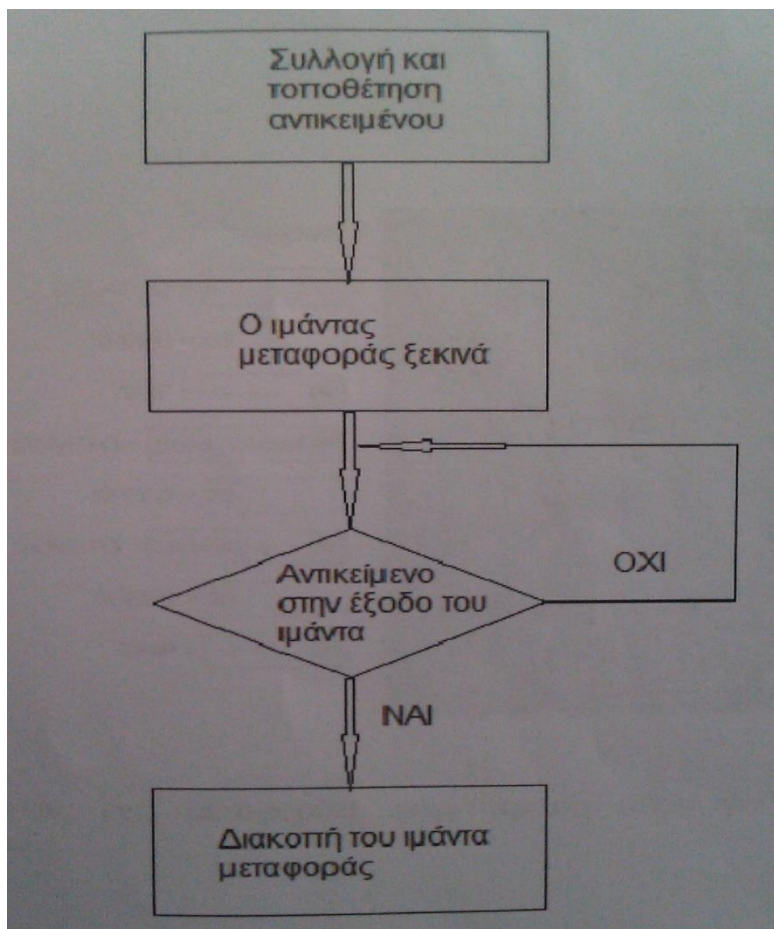 Συλλογή και
τοποθέτηση
αντικειμένου
Ο ιμάντας
μεταφοράς ξεκινά
ΟΧΙ
Αντικείμενο
στην έξοδο του
ιμάντα
ΝΑΙ
Διακοπή του ιμάντα
μεταφοράς